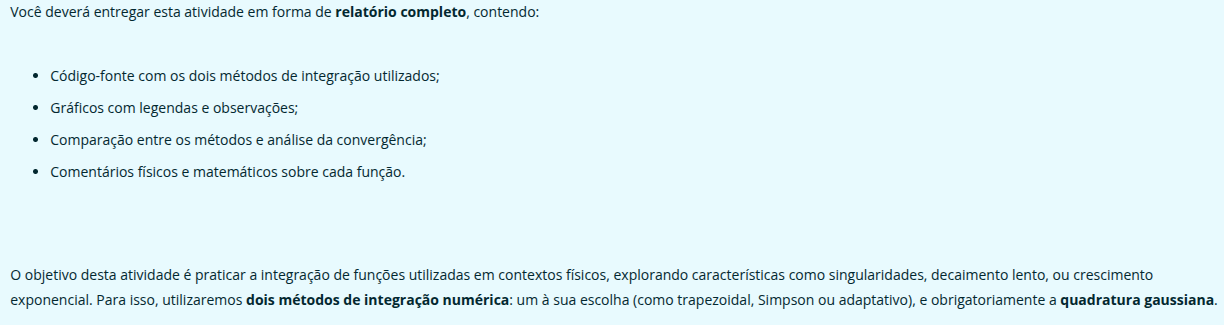 Você deverá entregar esta atividade em forma de relatório completo, contendo:
• Código-fonte com os dois métodos de integração utilizados;
• Gráficos com legendas e observações;
• Comparação entre os métodos e análise da convergência;
• Comentários físicos e matemáticos sobre cada função.
O objetivo desta atividade é praticar a integração de funções utilizadas em contextos físicos, explorando características como singularidades, decaimento lento, ou crescimento
exponencial. Para isso, utilizaremos dois métodos de integração numérica: um à sua escolha (como trapezoidal, Simpson ou adaptativo), e obrigatoriamente a quadratura gaussiana.